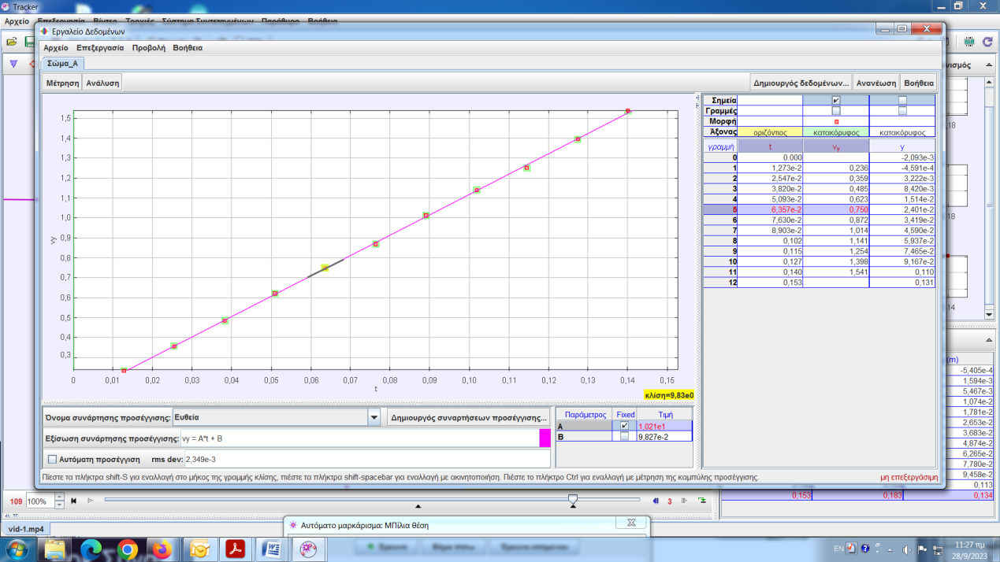 Tracker
Αρχείο Επεξεργασία Βίντεο Τροχιές Σύστημα Συντεταγμένων Παράθυρο Βοήθεια
Εργαλείο Δεδομένων
Αρχείο Επεξεργασία Προβολή Βοήθεια
Σώμα_Α
Μέτρηση Ανάλυση Δημιουργός δεδομένων... Ανανέωση Βοήθεια
1,5
1,4
1,3
1,2
1,1
1,0
0,9
0,8
0,7
0,6
0,5
0,4
0,3
vy
0 0,01 0,02 0,03 0,04 0,05 0,06 0,07 0,08 0,09 0,10 0,11 0,12 0,13 0,14 0,15
t
κλίση=9,83e0
Σημεία
Γραμμές
Μορφή
Άξονας οριζόντιος κατακόρυφος κατακόρυφος
γραμμή t vy y
0 0.000 -2,093e-3
1 1,273e-2 0,236 -4,591e-4
2 2,547e-2 0,359 3,222e-3
3 3,820e-2 0,485 8,420e-3
4 5,093e-2 0,623 1,514e-2
5 6,357e-2 0,750 2,401e-2
6 7,630e-2 0,872 3,419e-2
7 8,903e-2 1,014 4,590e-2
8 0,102 1,141 5,937e-2
9 0,115 1,254 7,465e-2
10 0,127 1,398 9,167e-2
11 0,140 1,541 0,110
12 0,153 0,131
Όνομα συνάρτησης προσέγγισης: Ευθεία Δημιουργός συναρτήσεων προσέγγισης...
Εξίσωση συνάρτησης προσέγγισης: vy = A*t + B
Αυτόματη προσέγγιση rms dev: 2,349e-3
Παράμετρος Fixed Τιμή
A 1,021e1
B 9,827e-2
Πίεστε τα πλήκτρα shift-S για εναλλαγή στο μήκος της γραμμής κλίσης, πιέστε τα πλήκτρα shift-spacebar για εναλλαγή με ακινητοποίηση. Πιέστε το πλήκτρο Ctrl για εναλλαγή με μέτρηση της καμπύλης προσέγγισης. μη επεξεργάσιμη
νισμός
,18
,18
,14
(m)
-5,405e-4
1,594e-3
5,467e-3
1,074e-2
1,781e-2
2,653e-2
3,683e-2
4,874e-2
6,265e-2
7,780e-2
9,458e-2
0,113
0,153 0,183 0,134
109 100% 3
vid-1.mp4
Αυτόματο μαρκάρισμα: ΜΠίλια θέση
EN 11:27 πμ
28/9/2023